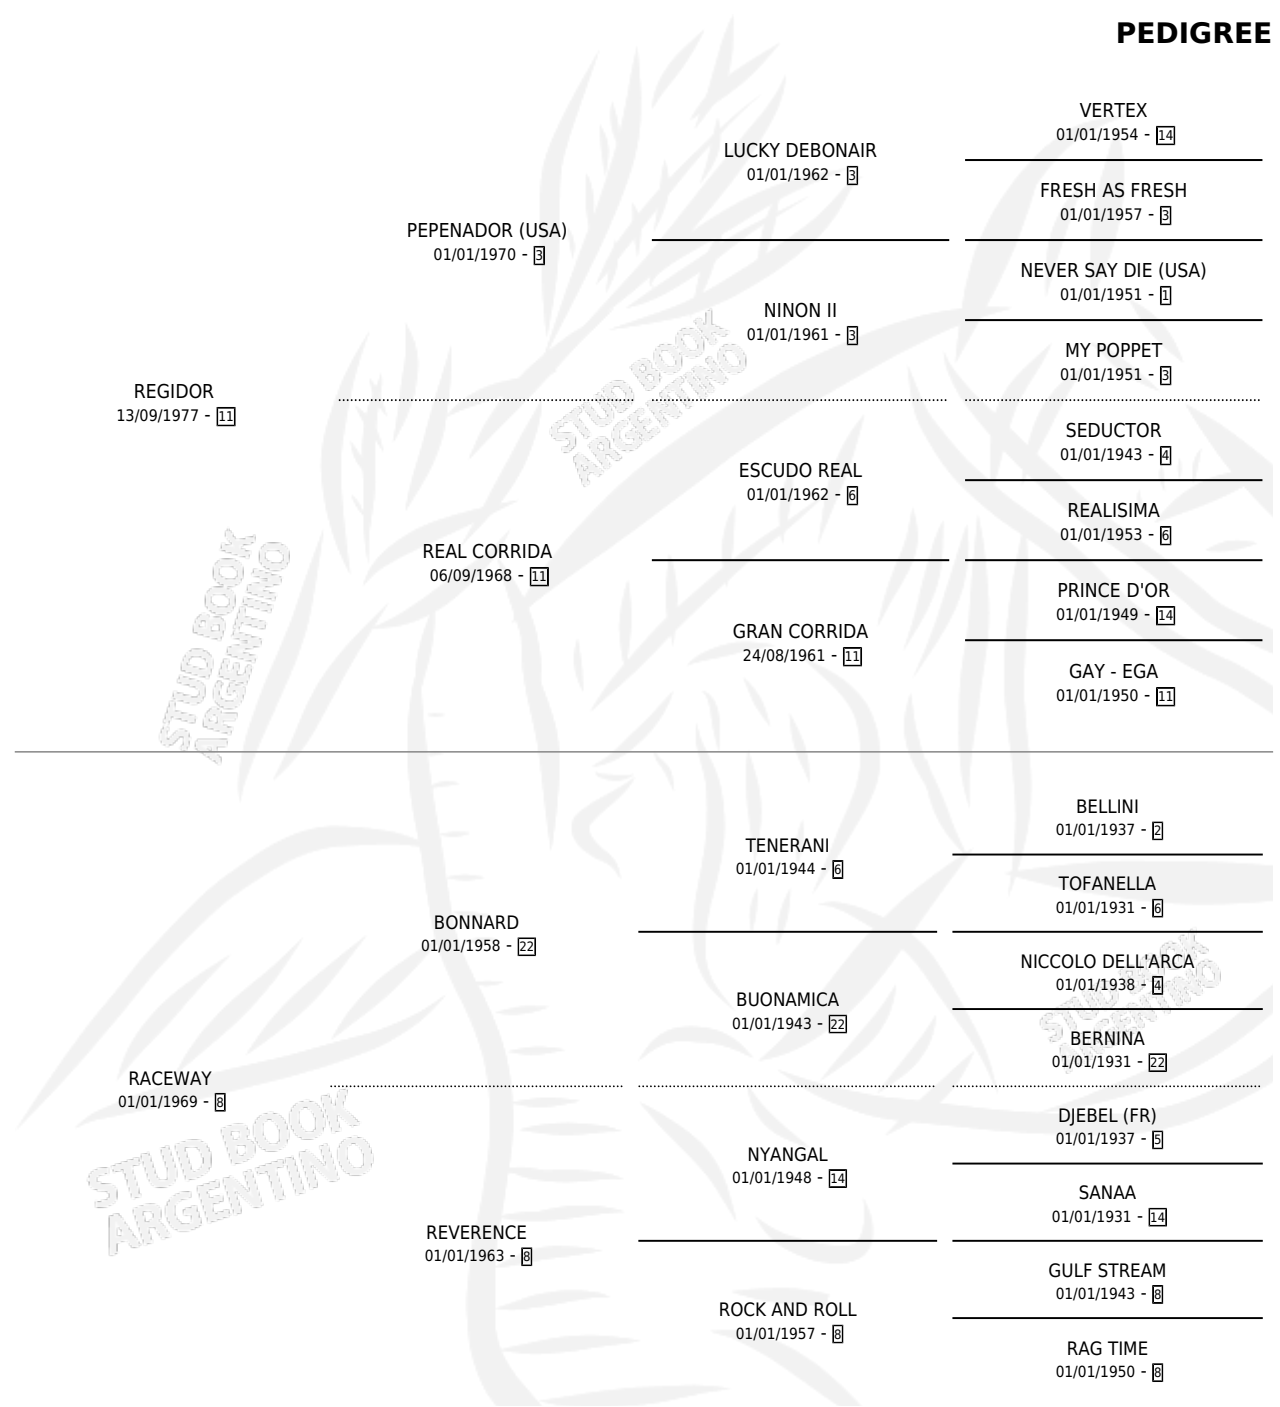 PEDIGREE
VERTEX
01/01/1954 - 14
LUCKY DEBONAIR
01/01/1962 - 3
FRESH AS FRESH
01/01/1957 - 3
PEPENADOR (USA)
01/01/1970 - 3
NEVER SAY DIE (USA)
01/01/1951 - 1
NINON II
01/01/1961 - 3
MY POPPET
01/01/1951 - 3
REGIDOR
13/09/1977 - 11
SEDUCTOR
01/01/1943 - 4
ESCUDO REAL
01/01/1962 - 6
REALISIMA
01/01/1953 - 6
REAL CORRIDA
06/09/1968 - 11
PRINCE D'OR
01/01/1949 - 14
GRAN CORRIDA
24/08/1961 - 11
GAY - EGA
01/01/1950 - 11
BELLINI
01/01/1937 - 2
TENERANI
01/01/1944 - 6
TOFANELLA
01/01/1931 - 6
BONNARD
01/01/1958 - 22
NICCOLO DELL'ARCA
01/01/1938 - 4
BUONAMICA
01/01/1943 - 22
BERNINA
01/01/1931 - 22
RACEWAY
01/01/1969 - 8
DJEBEL (FR)
01/01/1937 - 5
NYANGAL
01/01/1948 - 14
SANAA
01/01/1931 - 14
REVERENCE
01/01/1963 - 8
GULF STREAM
01/01/1943 - 8
ROCK AND ROLL
01/01/1957 - 8
RAG TIME
01/01/1950 - 8
STUD BOOK
ARGENTINO
STUD BOOK
ARGENTINO
STUD BOOK
ARGENTINO
STUD BOOK
ARGENTINO